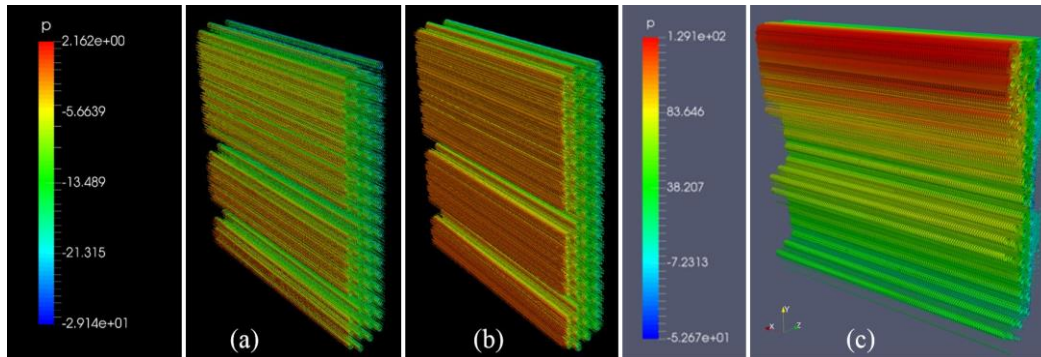 p
2.162e+00
-5.6639
-13.489
-21.315
-2.914e+01
(a)
(b)
p
1.291e+02
83.646
38.207
-7.2313
-5.267e+01
Y
X
Z
(c)